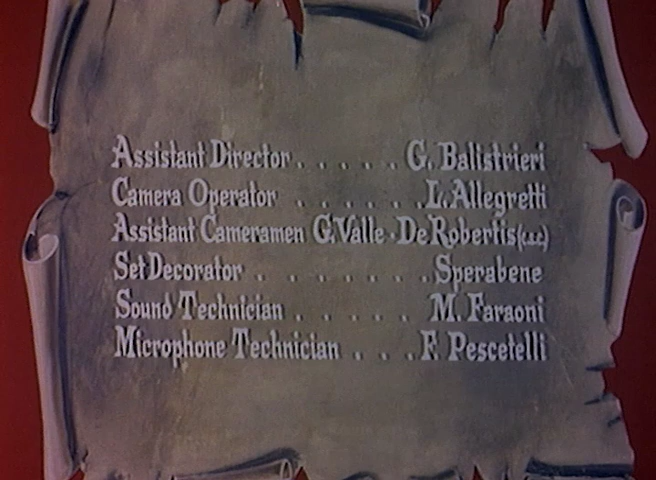 Assistant Director . . . . . G. Balistrieri
Camera Operator . . . . . . L. Allegretti
Assistant Cameramen G. Valle - De Robertis (c.s.c)
Set Decorator . . . . . . Sperabene
Sound Technician . . . . . M. Faraoni
Microphone Technician . . . F. Pescetelli